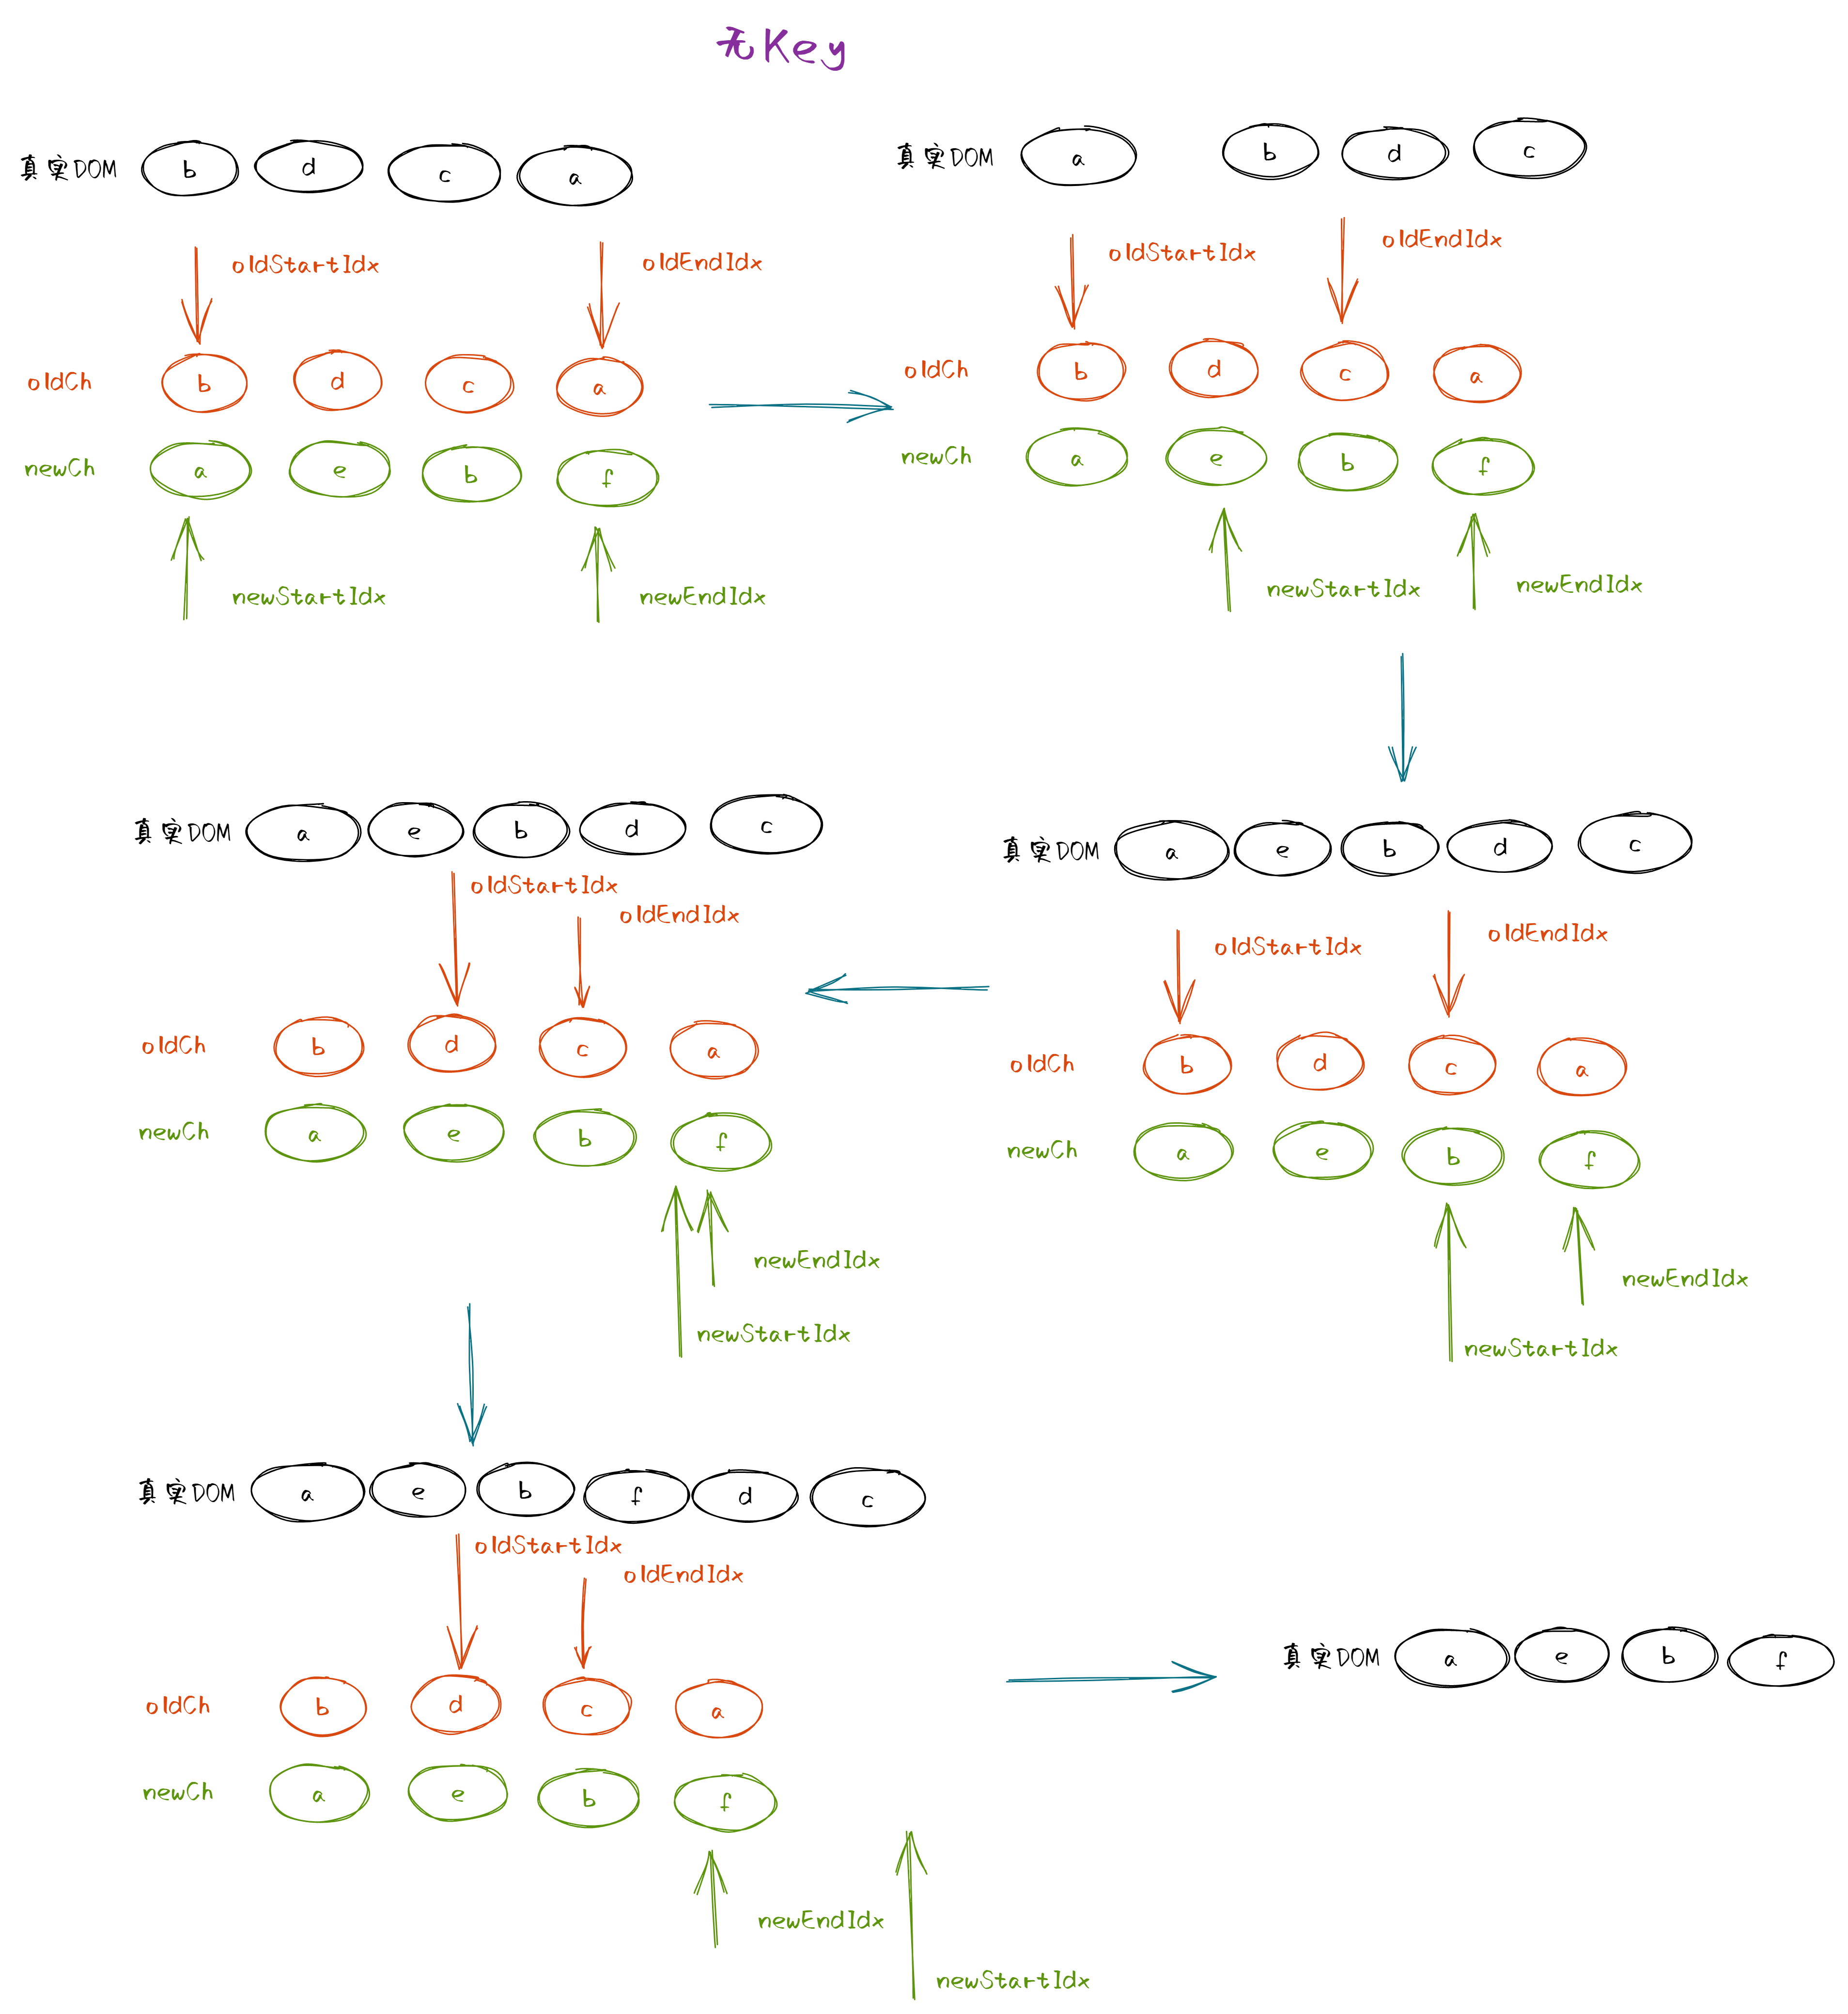 无Key
真实DOM b d c a
oldStartIdx oldEndIdx
oldCh b d c a
newCh a e b f
newStartIdx newEndIdx
真实DOM a b d c
oldStartIdx oldEndIdx
oldCh b d c a
newCh a e b f
newStartIdx newEndIdx
真实DOM a e b d c
oldStartIdx oldEndIdx
oldCh b d c a
newCh a e b f
newEndIdx
newStartIdx
真实DOM a e b d c
oldStartIdx
oldEndIdx
oldCh b d c a
newCh a e b f
newEndIdx
newStartIdx
真实DOM a e b f d c
oldStartIdx
oldEndIdx
oldCh b d c a
newCh a e b f
newEndIdx
newStartIdx
真实DOM a e b f